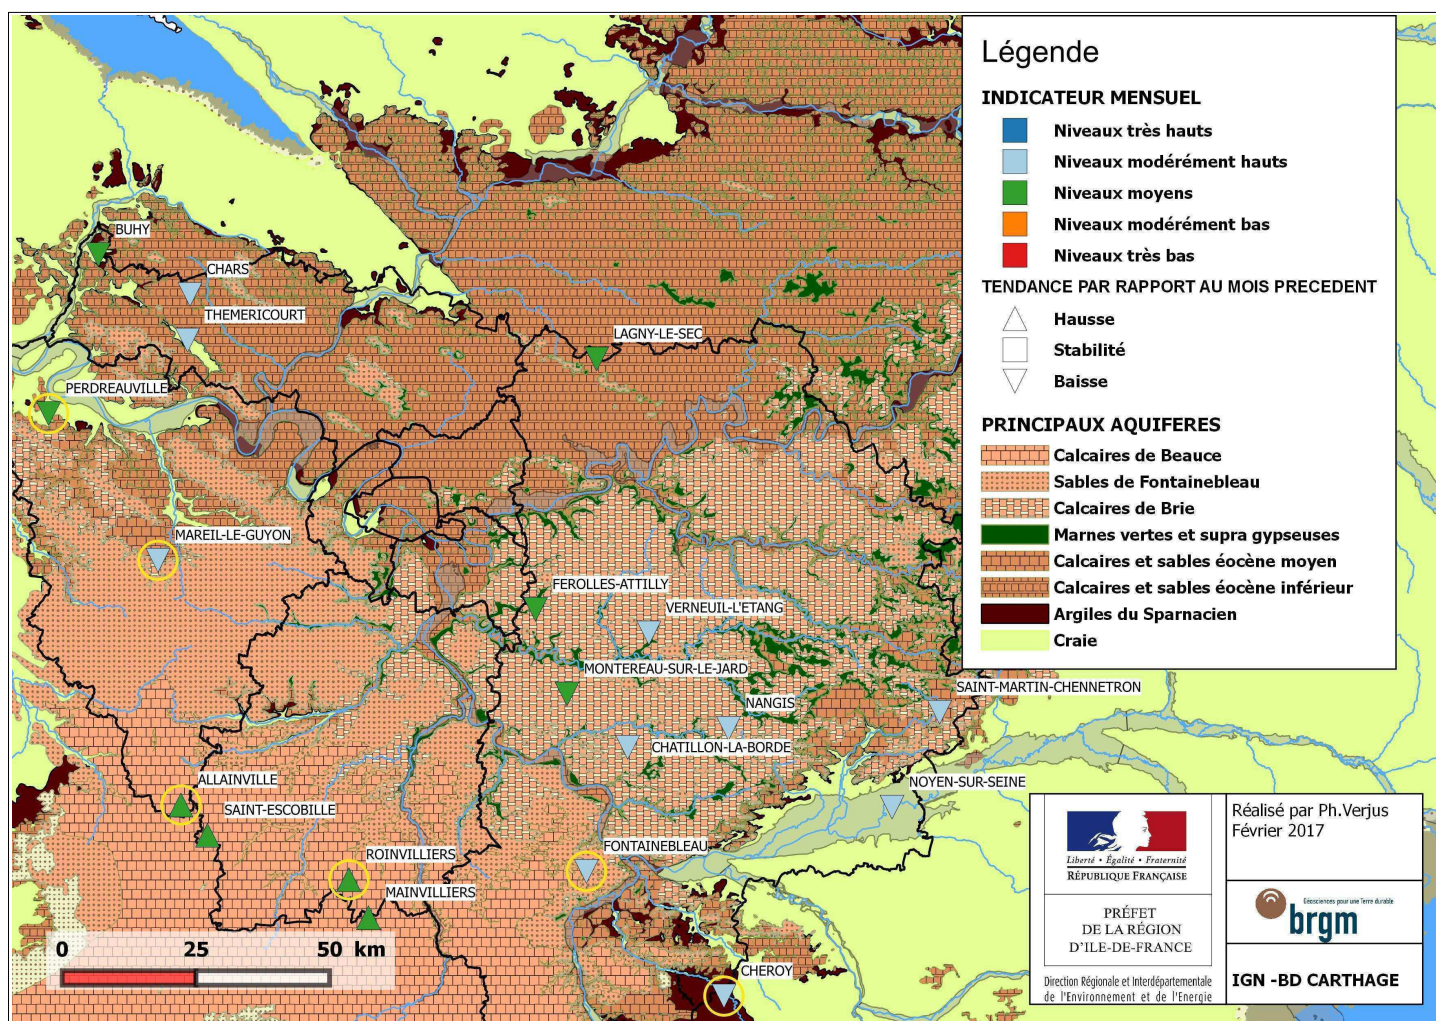 BUHY
CHARS
THEMERICOURT
LAGNY-LE-SEC
PERDREAUVILLE
MAREIL-LE-GUYON
FEROLLES-ATTILLY
VERNEUIL-L'ETANG
MONTEREAU-SUR-LE-JARD
SAINT-MARTIN-CHENNETRON
NANGIS
CHATILLON-LA-BORDE
ALLAINVILLE
NOYEN-SUR-SEINE
SAINT-ESCOBILLE
ROINVILLIERS
FONTAINEBLEAU
MAINVILLIERS
CHEROY
0 25 50 km
Légende
INDICATEUR MENSUEL
Niveaux très hauts
Niveaux modérément hauts
Niveaux moyens
Niveaux modérément bas
Niveaux très bas
TENDANCE PAR RAPPORT AU MOIS PRECEDENT
Hausse
Stabilité
Baisse
PRINCIPAUX AQUIFERES
Calcaires de Beauce
Sables de Fontainebleau
Calcaires de Brie
Marnes vertes et supra gypseuses
Calcaires et sables éocène moyen
Calcaires et sables éocène inférieur
Argiles du Sparnacien
Craie
Liberté • Égalité • Fraternité
RÉPUBLIQUE FRANÇAISE
PRÉFET
DE LA RÉGION
D'ILE-DE-FRANCE
Direction Régionale et Interdépartementale
de l'Environnement et de l'Energie
Réalisé par Ph.Verjus
Février 2017
Géosciences pour une Terre durable
brgm
IGN -BD CARTHAGE